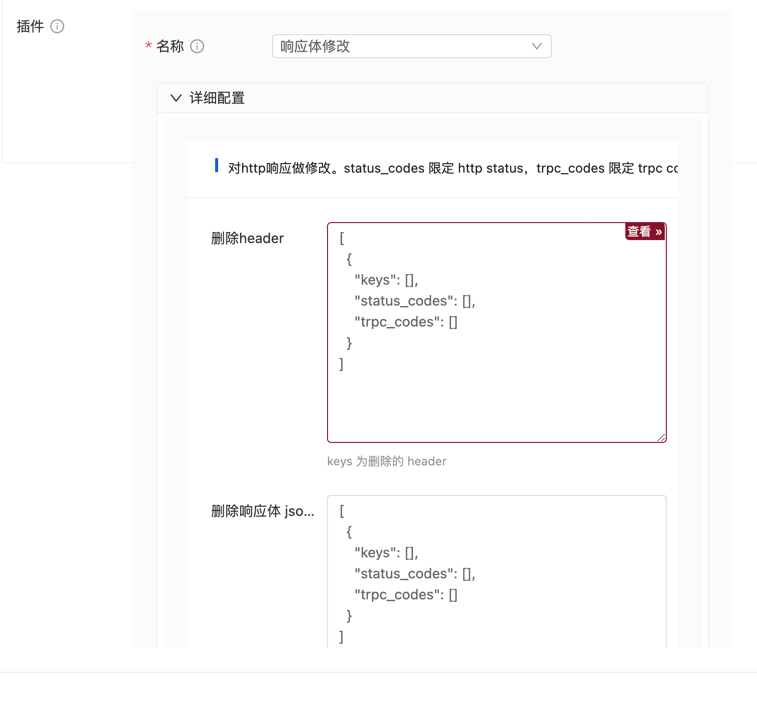 插件
* 名称
响应体修改
详细配置
对http响应做修改。status_codes 限定 http status，trpc_codes 限定 trpc cc
删除header
查看 »
[
{
"keys": [],
"status_codes": [],
"trpc_codes": []
}
]
keys 为删除的 header
删除响应体 jso...
[
{
"keys": [],
"status_codes": [],
"trpc_codes": []
}
]